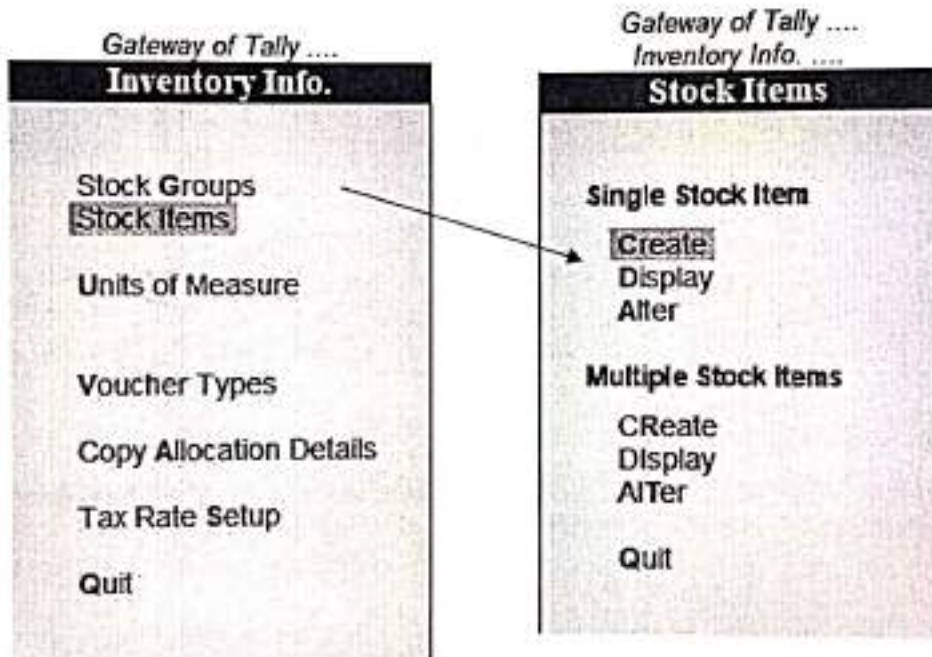 Gateway of Tally ....
Inventory Info.
Stock Groups
Stock Items
Units of Measure
Voucher Types
Copy Allocation Details
Tax Rate Setup
Quit
Gateway of Tally ....
Inventory Info. ....
Stock Items
Single Stock Item
Create
Display
Alter
Multiple Stock Items
CReate
DIsplay
AlTer
Quit